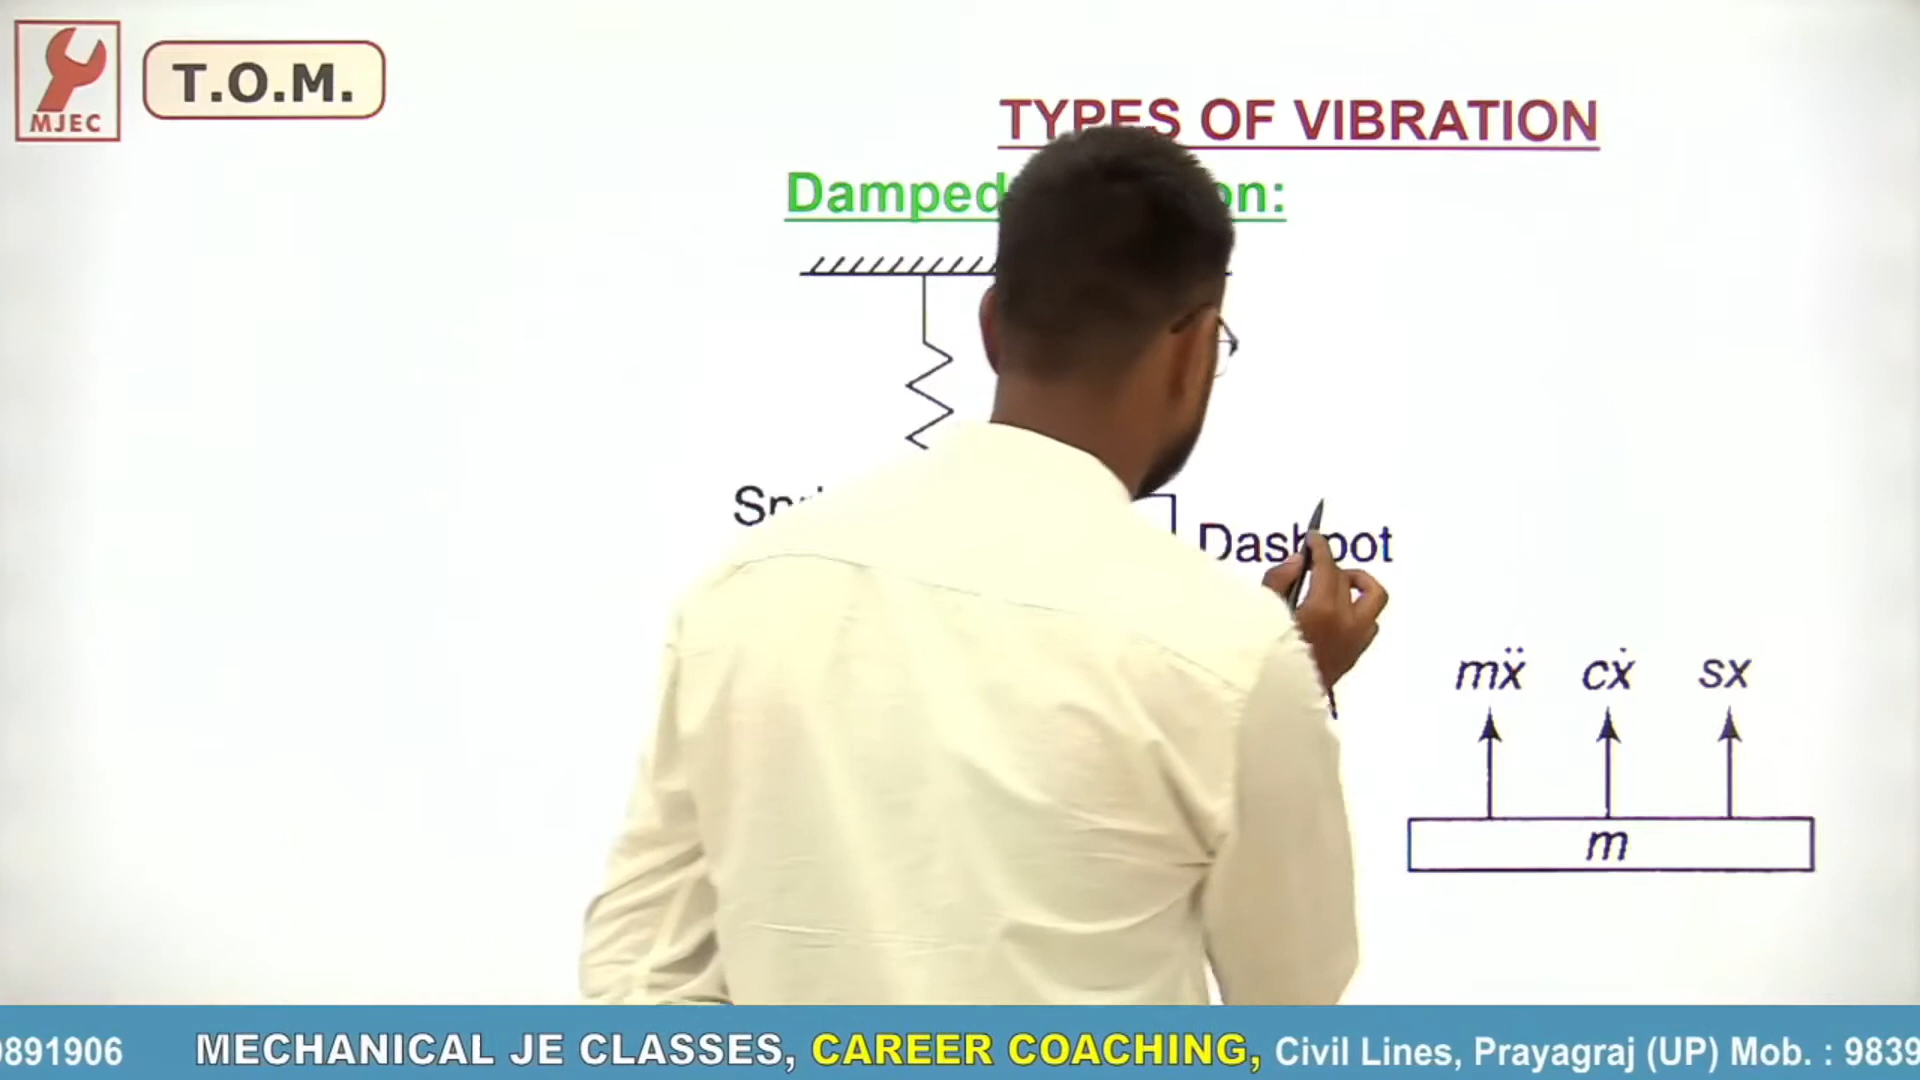 MJEC
T.O.M.
TYPES OF VIBRATION
Damped on:
Dashpot
mẍ cẋ sx
m
9891906 MECHANICAL JE CLASSES, CAREER COACHING, Civil Lines, Prayagraj (UP) Mob. : 9839